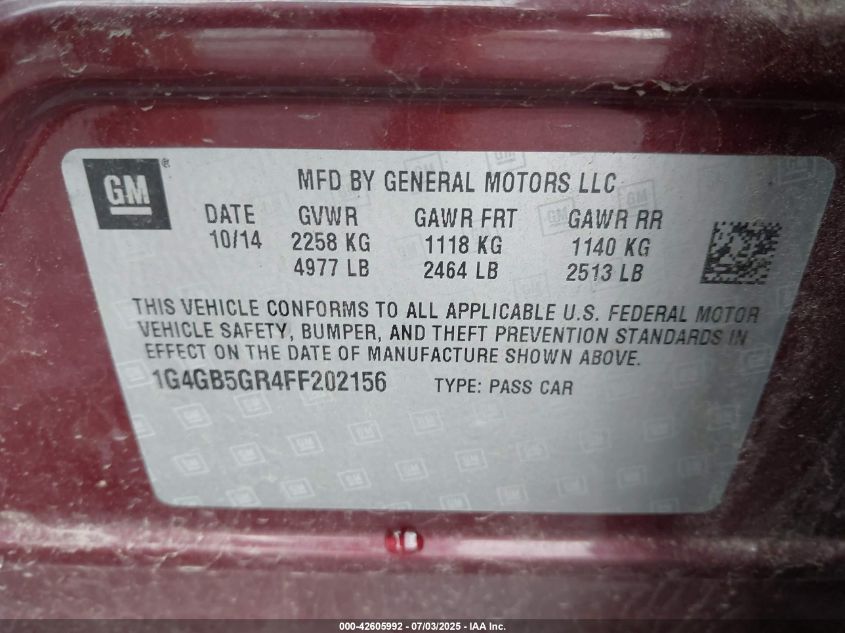 GM®
MFD BY GENERAL MOTORS LLC
DATE GVWR GAWR FRT GAWR RR
10/14 2258 KG 1118 KG 1140 KG
4977 LB 2464 LB 2513 LB
THIS VEHICLE CONFORMS TO ALL APPLICABLE U.S. FEDERAL MOTOR
VEHICLE SAFETY, BUMPER, AND THEFT PREVENTION STANDARDS IN
EFFECT ON THE DATE OF MANUFACTURE SHOWN ABOVE.
1G4GB5GR4FF202156 TYPE: PASS CAR
000-42605992 - 07/03/2025 - IAA Inc.